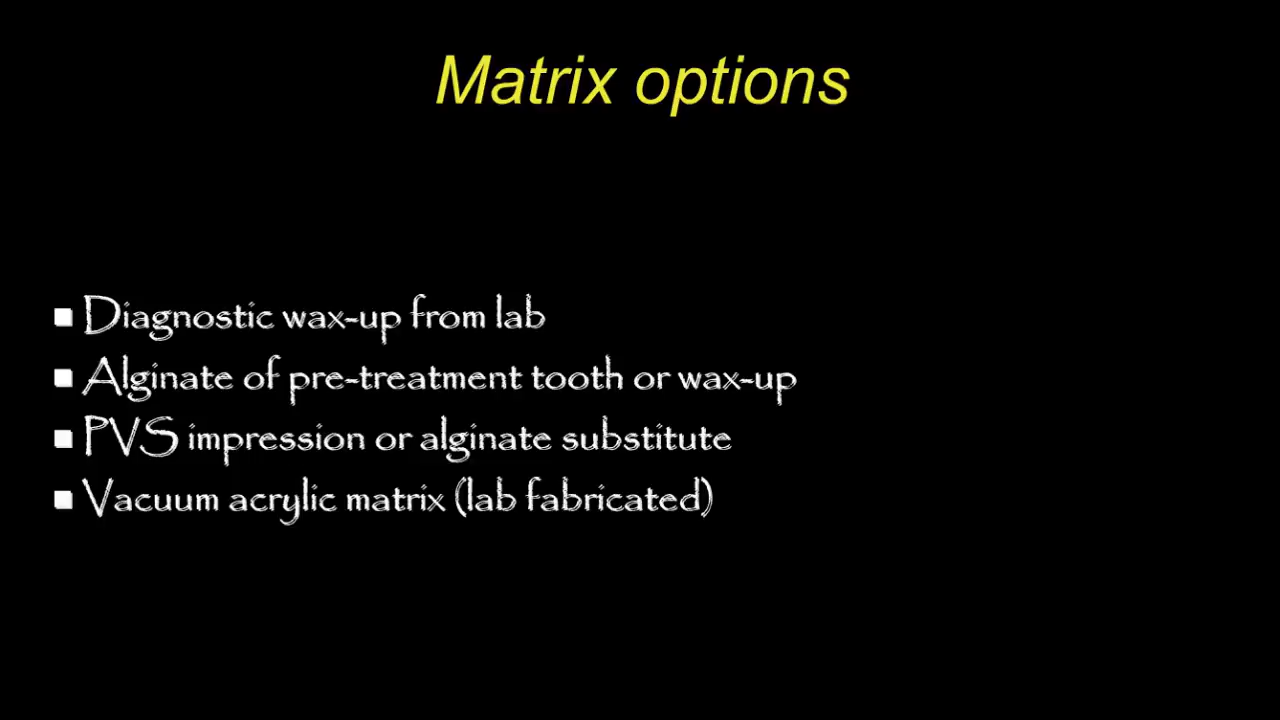 Matrix options
Diagnostic wax-up from lab
Alginate of pre-treatment tooth or wax-up
PVS impression or alginate substitute
Vacuum acrylic matrix (lab fabricated)